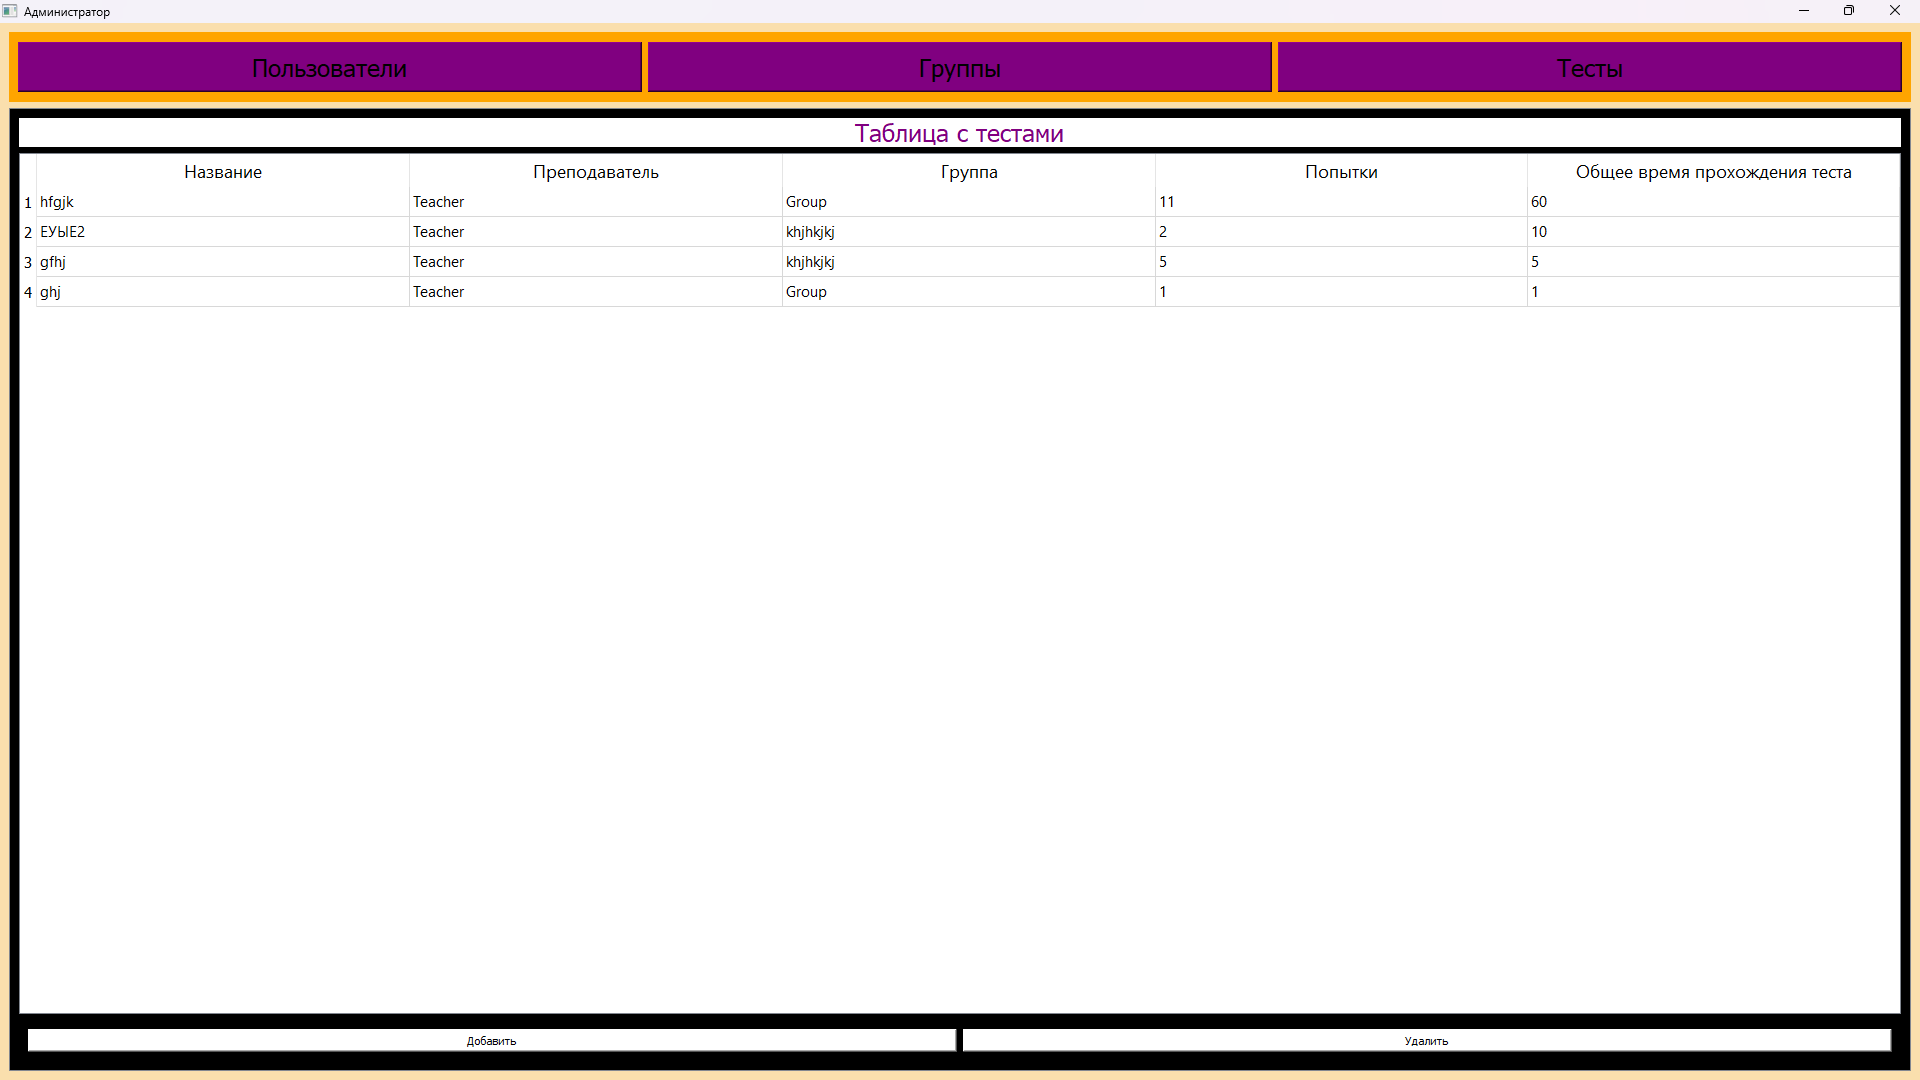 Администратор
Пользователи Группы Тесты
Таблица с тестами
Название Преподаватель Группа Попытки Общее время прохождения теста
1 hfgjk Teacher Group 11 60
2 ЕУЫЕ2 Teacher khjhkjkj 2 10
3 gfhj Teacher khjhkjkj 5 5
4 ghj Teacher Group 1 1
Добавить Удалить